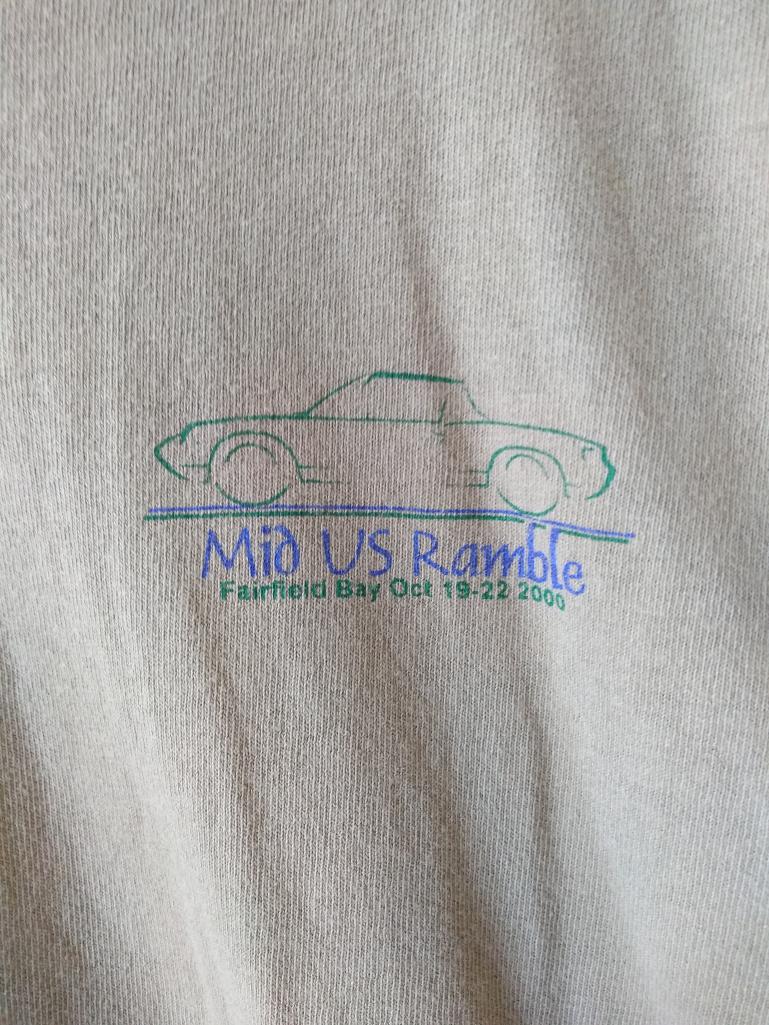 Mid US Ramble
Fairfield Bay Oct 19-22 2000